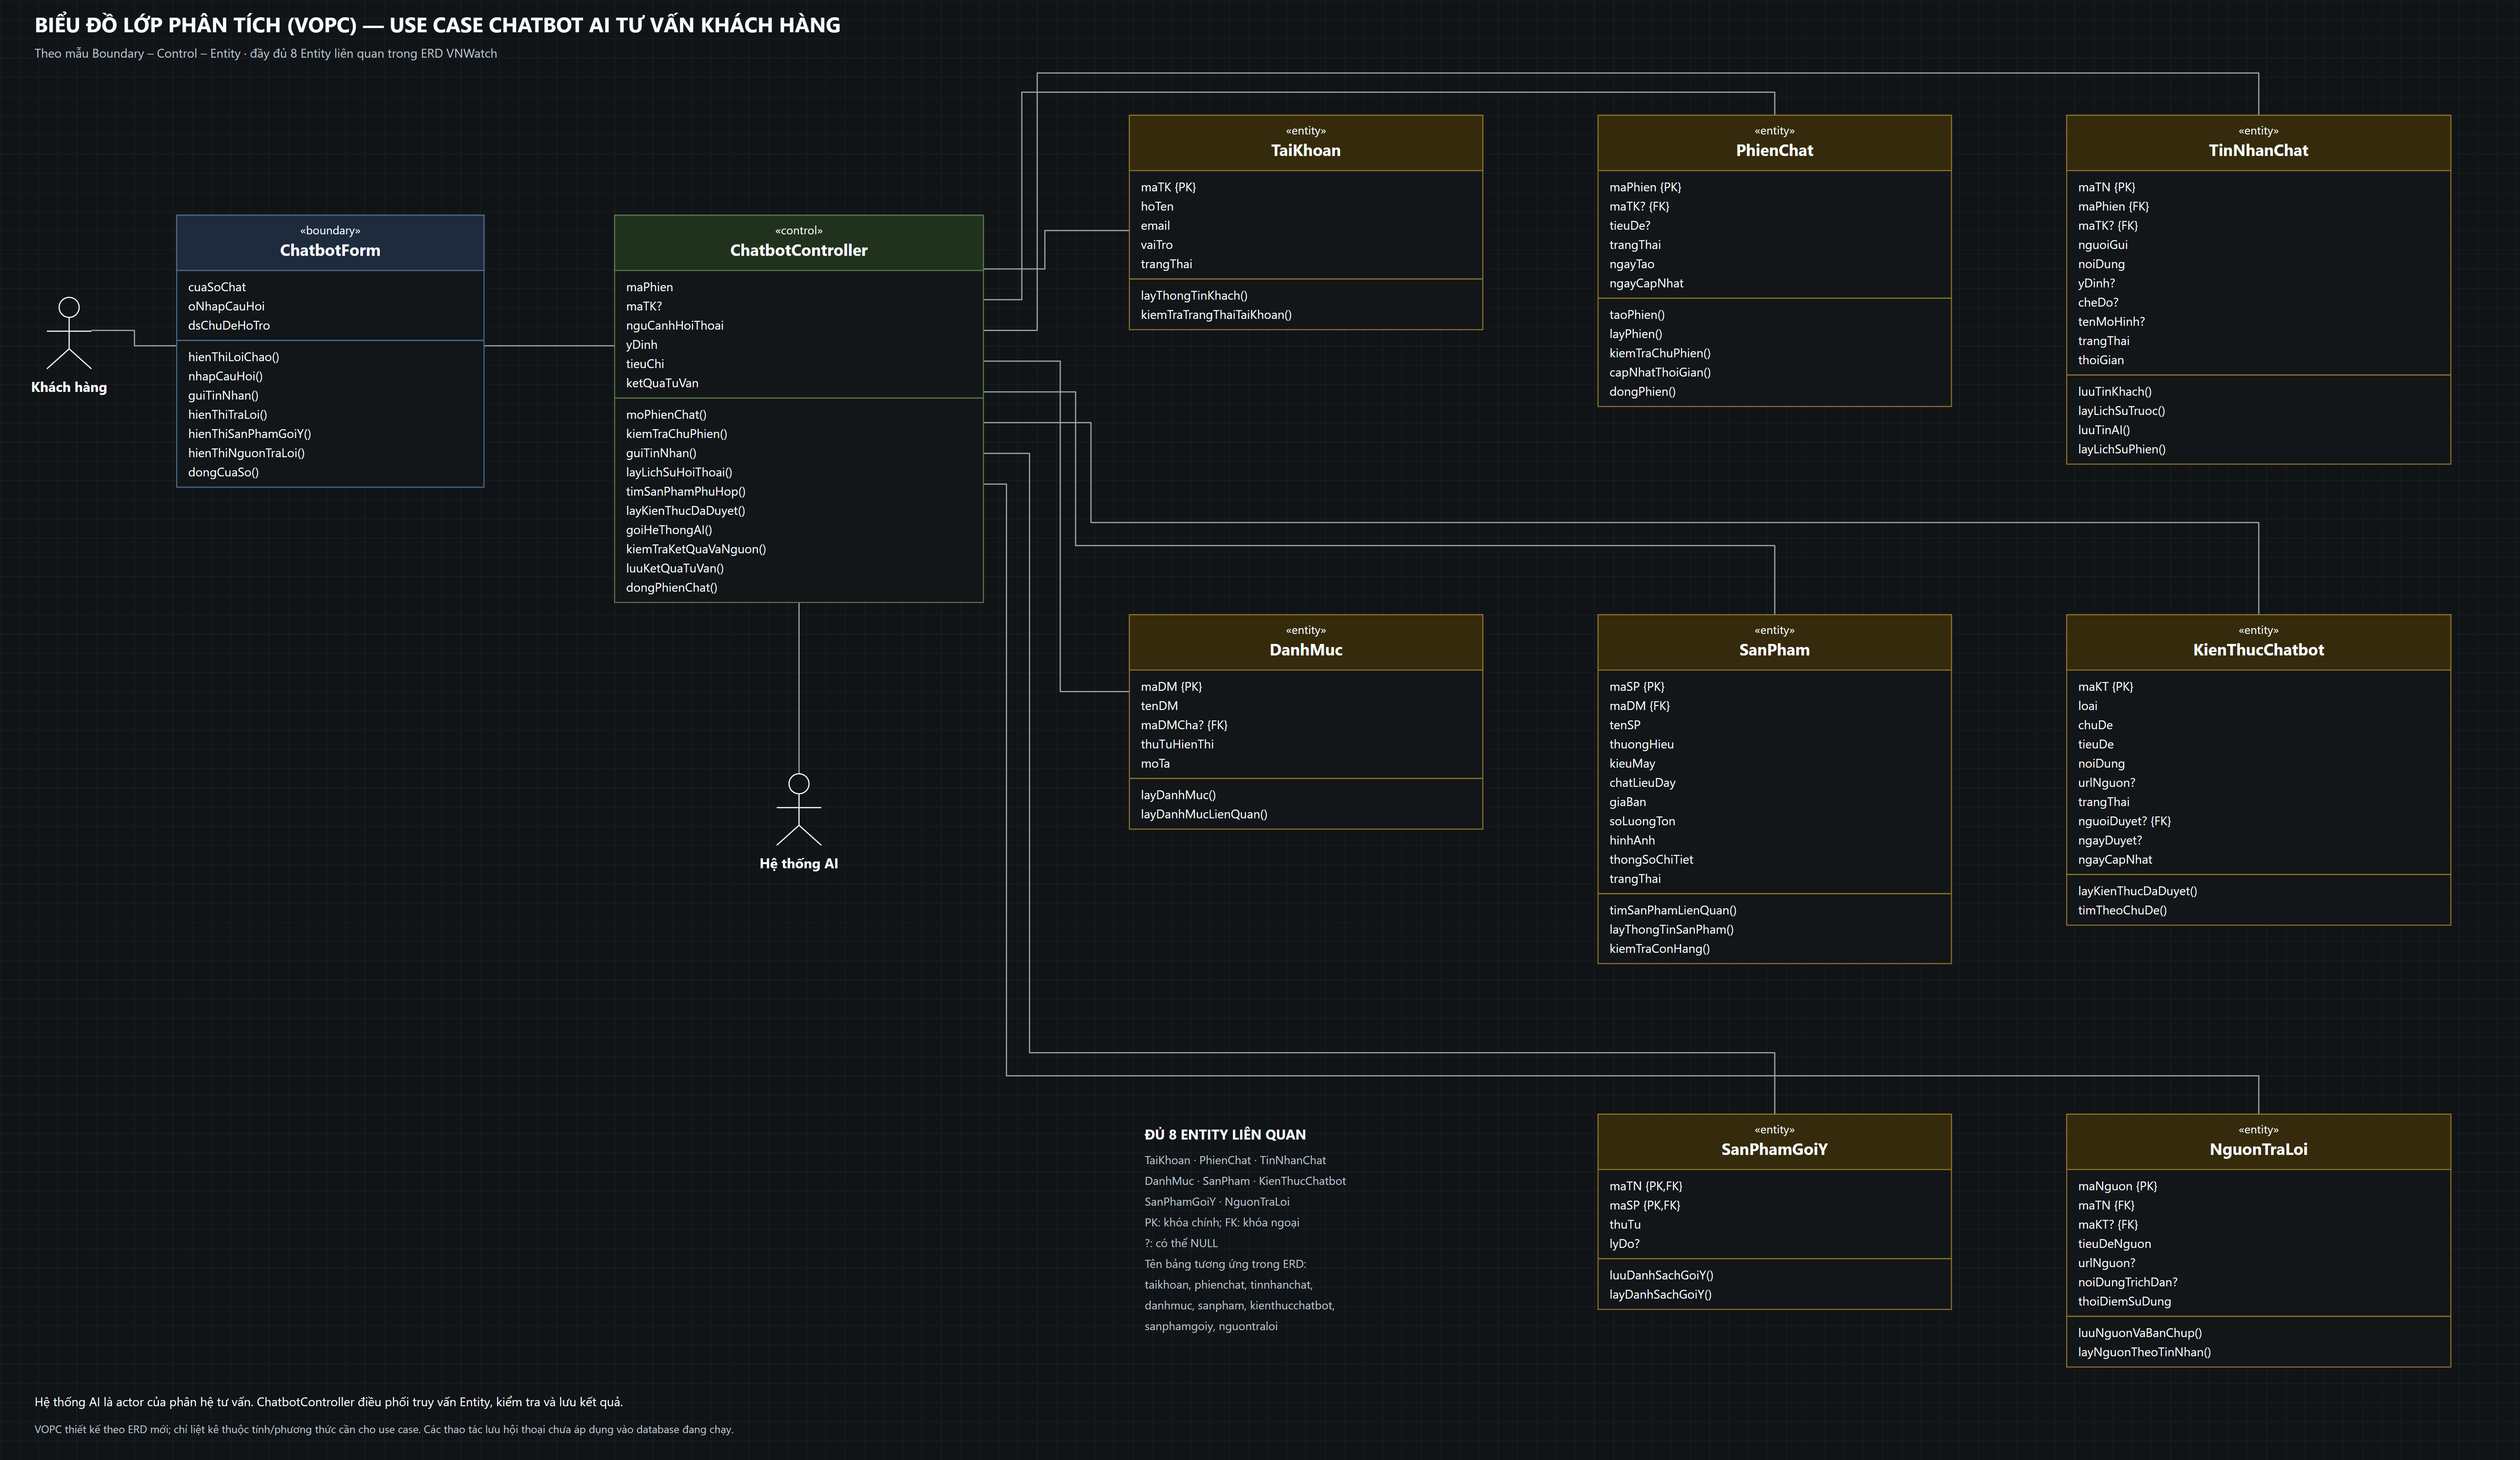 BIỂU ĐỒ LỚP PHÂN TÍCH (VOPC) — USE CASE CHATBOT AI TƯ VẤN KHÁCH HÀNG
Theo mẫu Boundary – Control – Entity · đầy đủ 8 Entity liên quan trong ERD VNWatch
Khách hàng
«boundary»
ChatbotForm
cuaSoChat
oNhapCauHoi
dsChuDeHoTro
hienThiLoiChao()
nhapCauHoi()
guiTinNhan()
hienThiTraLoi()
hienThiSanPhamGoiY()
hienThiNguonTraLoi()
dongCuaSo()
«control»
ChatbotController
maPhien
maTK?
nguCanhHoiThoai
yDinh
tieuChi
ketQuaTuVan
moPhienChat()
kiemTraChuPhien()
guiTinNhan()
layLichSuHoiThoai()
timSanPhamPhuHop()
layKienThucDaDuyet()
goiHeThongAI()
kiemTraKetQuaVaNguon()
luuKetQuaTuVan()
dongPhienChat()
Hệ thống AI
«entity»
TaiKhoan
maTK {PK}
hoTen
email
vaiTro
trangThai
layThongTinKhach()
kiemTraTrangThaiTaiKhoan()
«entity»
PhienChat
maPhien {PK}
maTK? {FK}
tieuDe?
trangThai
ngayTao
ngayCapNhat
taoPhien()
layPhien()
kiemTraChuPhien()
capNhatThoiGian()
dongPhien()
«entity»
TinNhanChat
maTN {PK}
maPhien {FK}
maTK? {FK}
nguoiGui
noiDung
yDinh?
cheDo?
tenMoHinh?
trangThai
thoiGian
luuTinKhach()
layLichSuTruoc()
luuTinAI()
layLichSuPhien()
«entity»
DanhMuc
maDM {PK}
tenDM
maDMCha? {FK}
thuTuHienThi
moTa
layDanhMuc()
layDanhMucLienQuan()
«entity»
SanPham
maSP {PK}
maDM {FK}
tenSP
thuongHieu
kieuMay
chatLieuDay
giaBan
soLuongTon
hinhAnh
thongSoChiTiet
trangThai
timSanPhamLienQuan()
layThongTinSanPham()
kiemTraConHang()
«entity»
KienThucChatbot
maKT {PK}
loai
chuDe
tieuDe
noiDung
urlNguon?
trangThai
nguoiDuyet? {FK}
ngayDuyet?
ngayCapNhat
layKienThucDaDuyet()
timTheoChuDe()
ĐỦ 8 ENTITY LIÊN QUAN
TaiKhoan · PhienChat · TinNhanChat
DanhMuc · SanPham · KienThucChatbot
SanPhamGoiY · NguonTraLoi
PK: khóa chính; FK: khóa ngoại
?: có thể NULL
Tên bảng tương ứng trong ERD:
taikhoan, phienchat, tinnhanchat,
danhmuc, sanpham, kienthucchatbot,
sanphamgoiy, nguontraloi
«entity»
SanPhamGoiY
maTN {PK,FK}
maSP {PK,FK}
thuTu
lyDo?
luuDanhSachGoiY()
layDanhSachGoiY()
«entity»
NguonTraLoi
maNguon {PK}
maTN {FK}
maKT? {FK}
tieuDeNguon
urlNguon?
noiDungTrichDan?
thoiDiemSuDung
luuNguonVaBanChup()
layNguonTheoTinNhan()
Hệ thống AI là actor của phân hệ tư vấn. ChatbotController điều phối truy vấn Entity, kiểm tra và lưu kết quả.
VOPC thiết kế theo ERD mới; chỉ liệt kê thuộc tính/phương thức cần cho use case. Các thao tác lưu hội thoại chưa áp dụng vào database đang chạy.